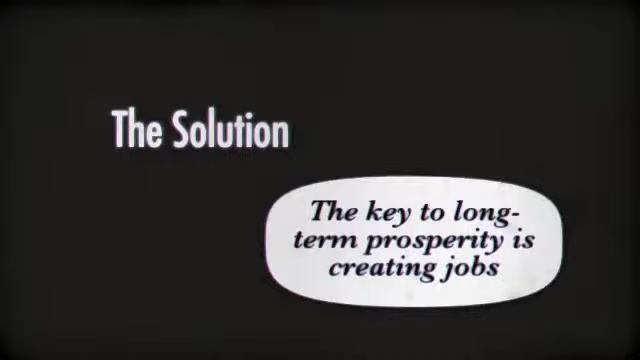 The Solution
The key to long-
term prosperity is
creating jobs